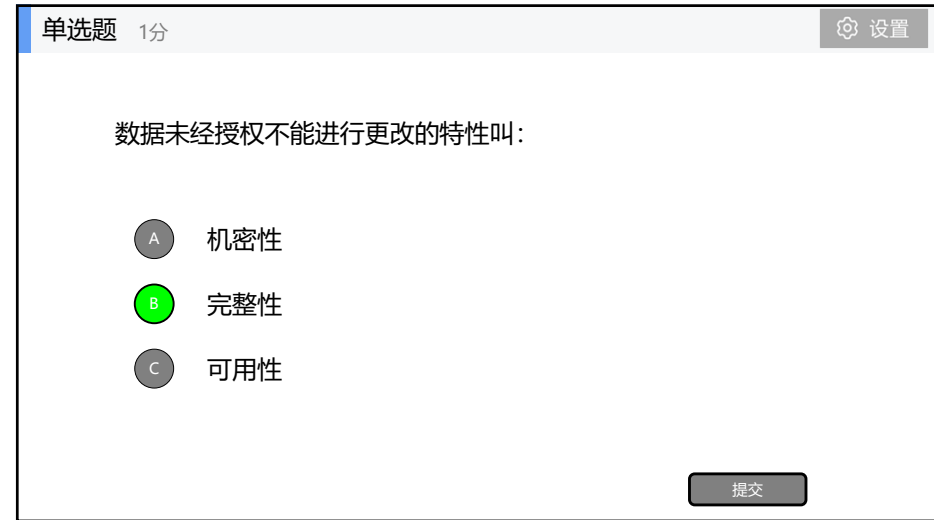 单选题 1分 设置
数据未经授权不能进行更改的特性叫：
A 机密性
B 完整性
C 可用性
提交